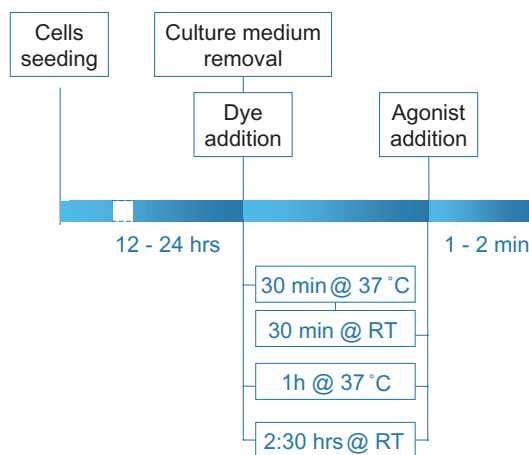 Cells
seeding
Culture medium
removal
Dye
addition
Agonist
addition
12 - 24 hrs
1 - 2 min
30 min @ 37 °C
30 min @ RT
1h @ 37 °C
2:30 hrs @ RT